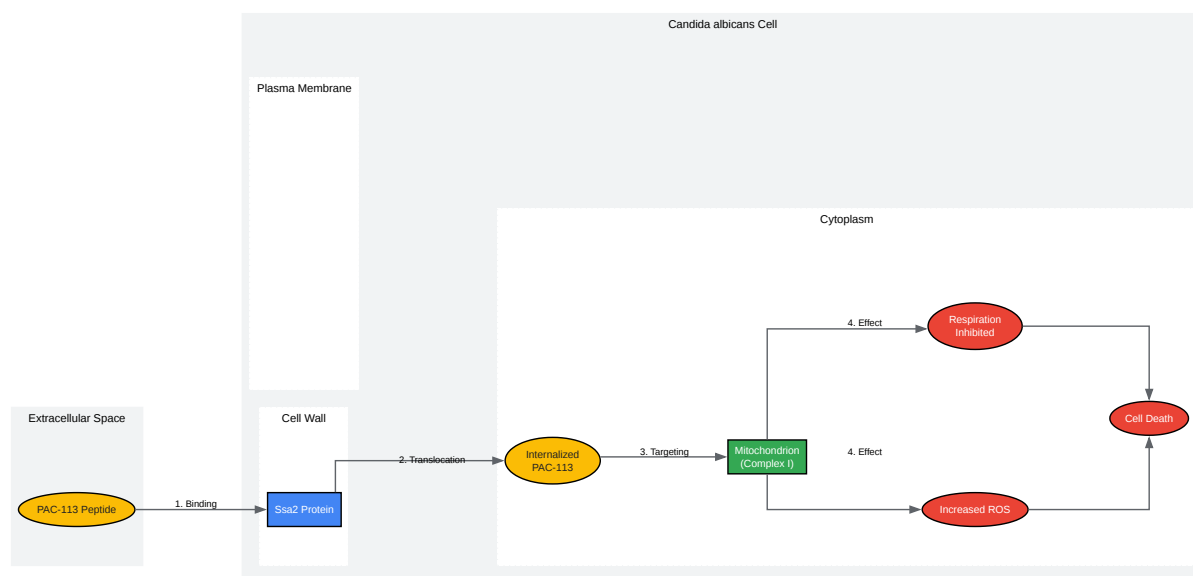 Candida albicans Cell
Plasma Membrane
Cytoplasm
Extracellular Space
Cell Wall
PAC-113 Peptide
1. Binding
Ssa2 Protein
2. Translocation
Internalized
PAC-113
3. Targeting
Mitochondrion
(Complex I)
4. Effect
Respiration
Inhibited
4. Effect
Increased ROS
Cell Death